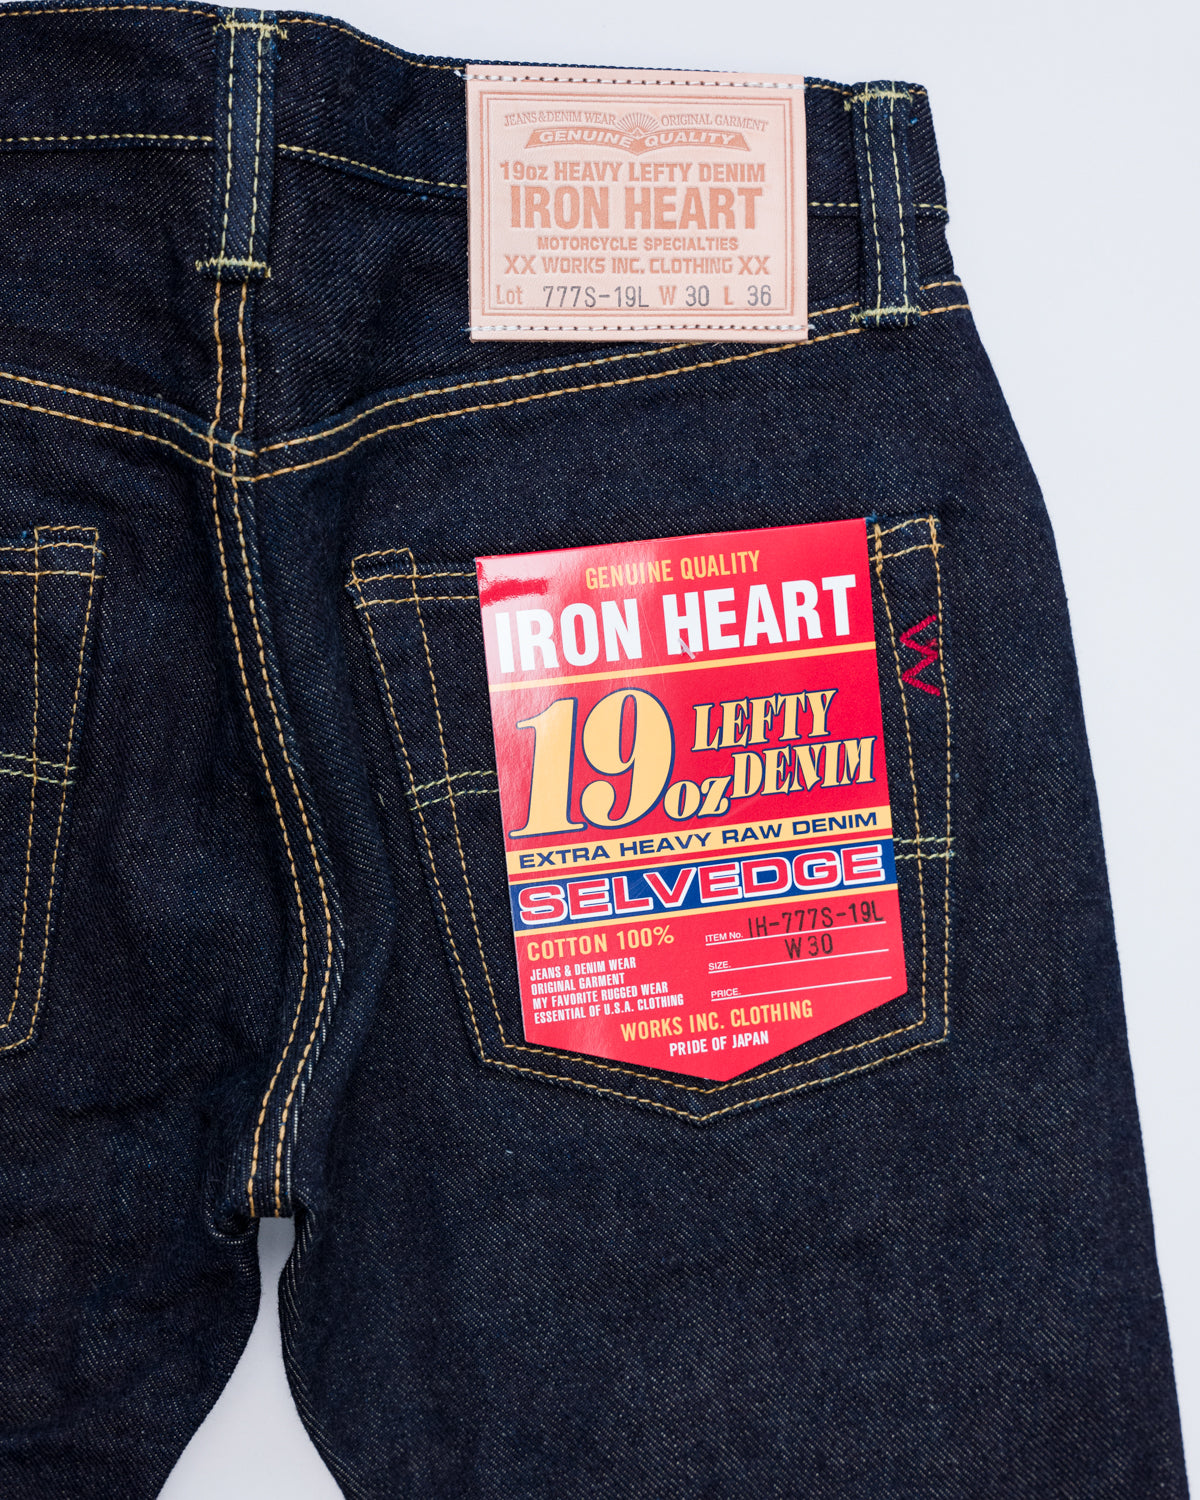 JEANS & DENIM WEAR ORIGINAL GARMENT
GENUINE QUALITY
19oz HEAVY LEFTY DENIM
IRON HEART
MOTORCYCLE SPECIALTIES
XX WORKS INC. CLOTHING XX
Lot 777S-19L W 30 L 36
GENUINE QUALITY
IRON HEART
19oz LEFTY
DENIM
EXTRA HEAVY RAW DENIM
SELVEDGE
COTTON 100%
JEANS & DENIM WEAR
ORIGINAL GARMENT
MY FAVORITE RUGGED WEAR
ESSENTIAL OF U.S.A. CLOTHING
ITEM No. IH-777S-19L
SIZE. W30
PRICE.
WORKS INC. CLOTHING
PRIDE OF JAPAN
W